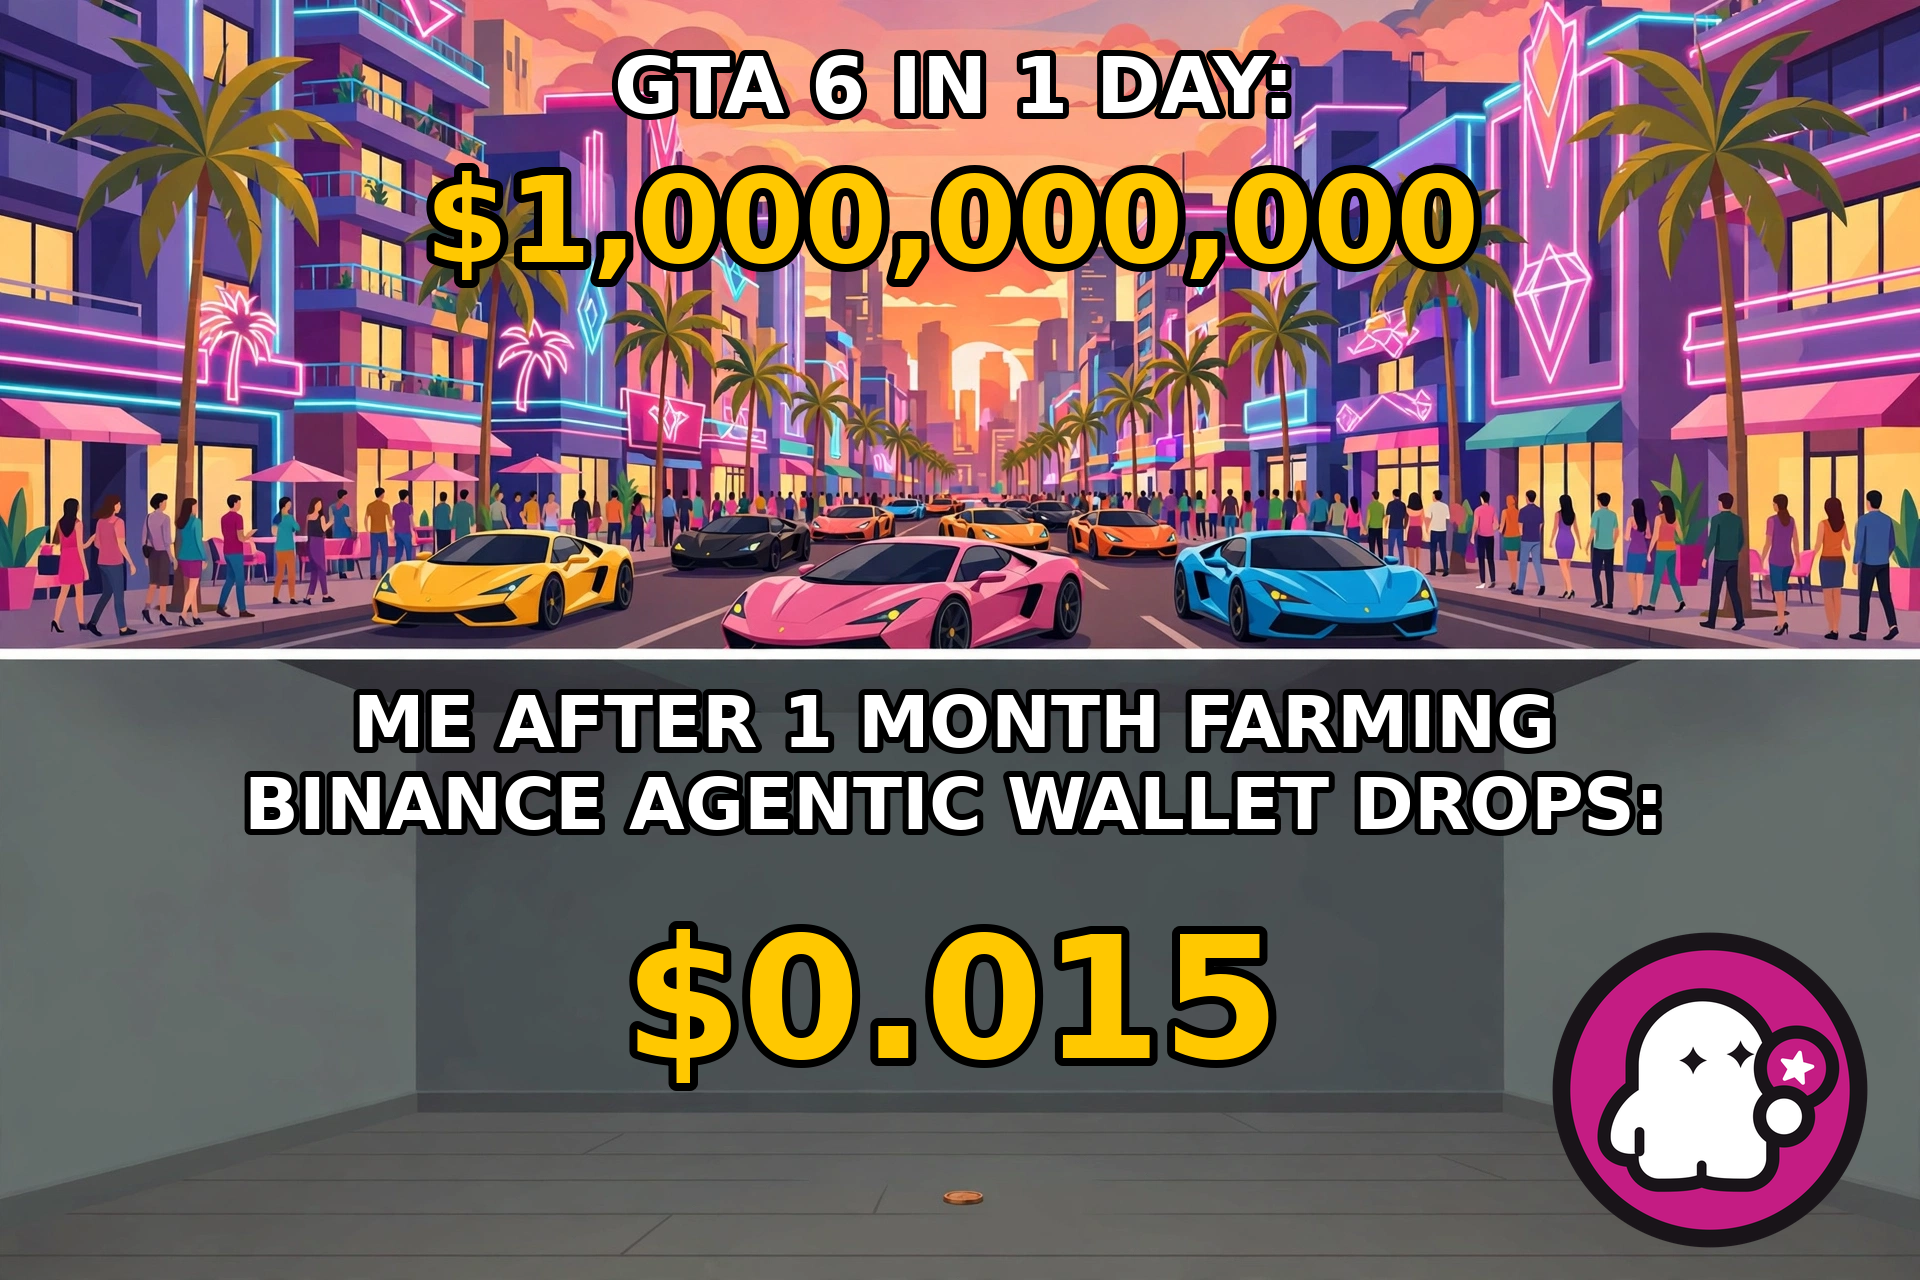 GTA 6 IN 1 DAY:
$1,000,000,000
ME AFTER 1 MONTH FARMING
BINANCE AGENTIC WALLET DROPS:
$0.015